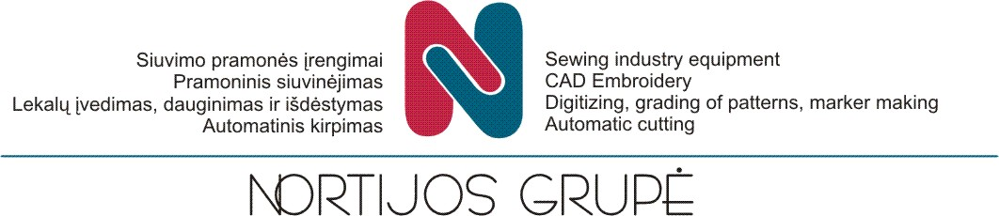 Siuvimo pramonės įrengimai
Pramoninis siuvinėjimas
Lekalų įvedimas, dauginimas ir išdėstymas
Automatinis kirpimas
Sewing industry equipment
CAD Embroidery
Digitizing, grading of patterns, marker making
Automatic cutting
NORTIJOS GRUPĖ